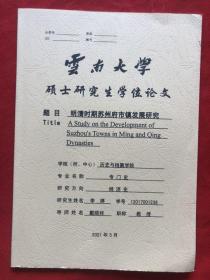 云南大学
硕士研究生学位论文
题 目 明清时期苏州府市镇发展研究
Title A Study on the Development of
Suzhou's Towns in Ming and Qing
Dynasties
学院(所、中心) 历史与档案学院
专业名称 专门史
研究方向 经济史
研究生姓名 李 学号 12017001298
导师姓名 职称 教授
2021年5月